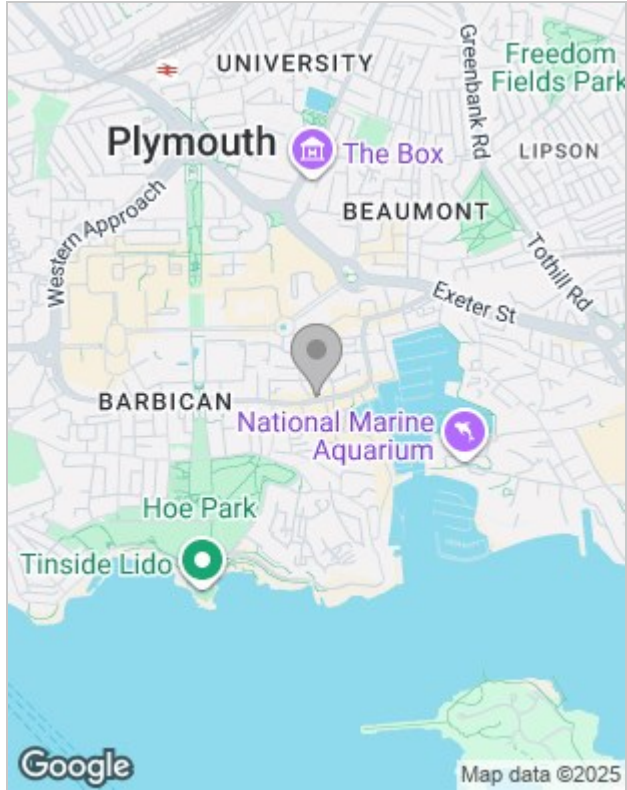 UNIVERSITY
Greenbank Rd
Freedom
Fields Park
Plymouth
The Box
LIPSON
BEAUMONT
Western Approach
Tothill Rd
Exeter St
BARBICAN
National Marine
Aquarium
Hoe Park
Tinside Lido
Google
Map data ©2025